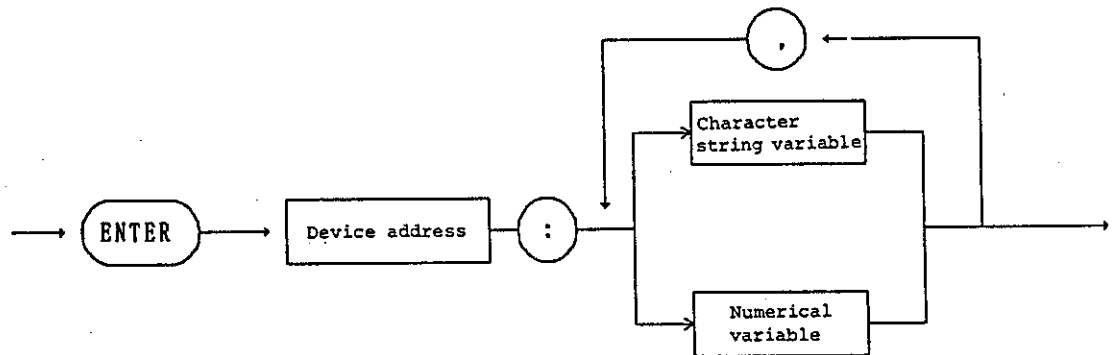 ,
Character
string variable
ENTER
Device address
:
Numerical
variable